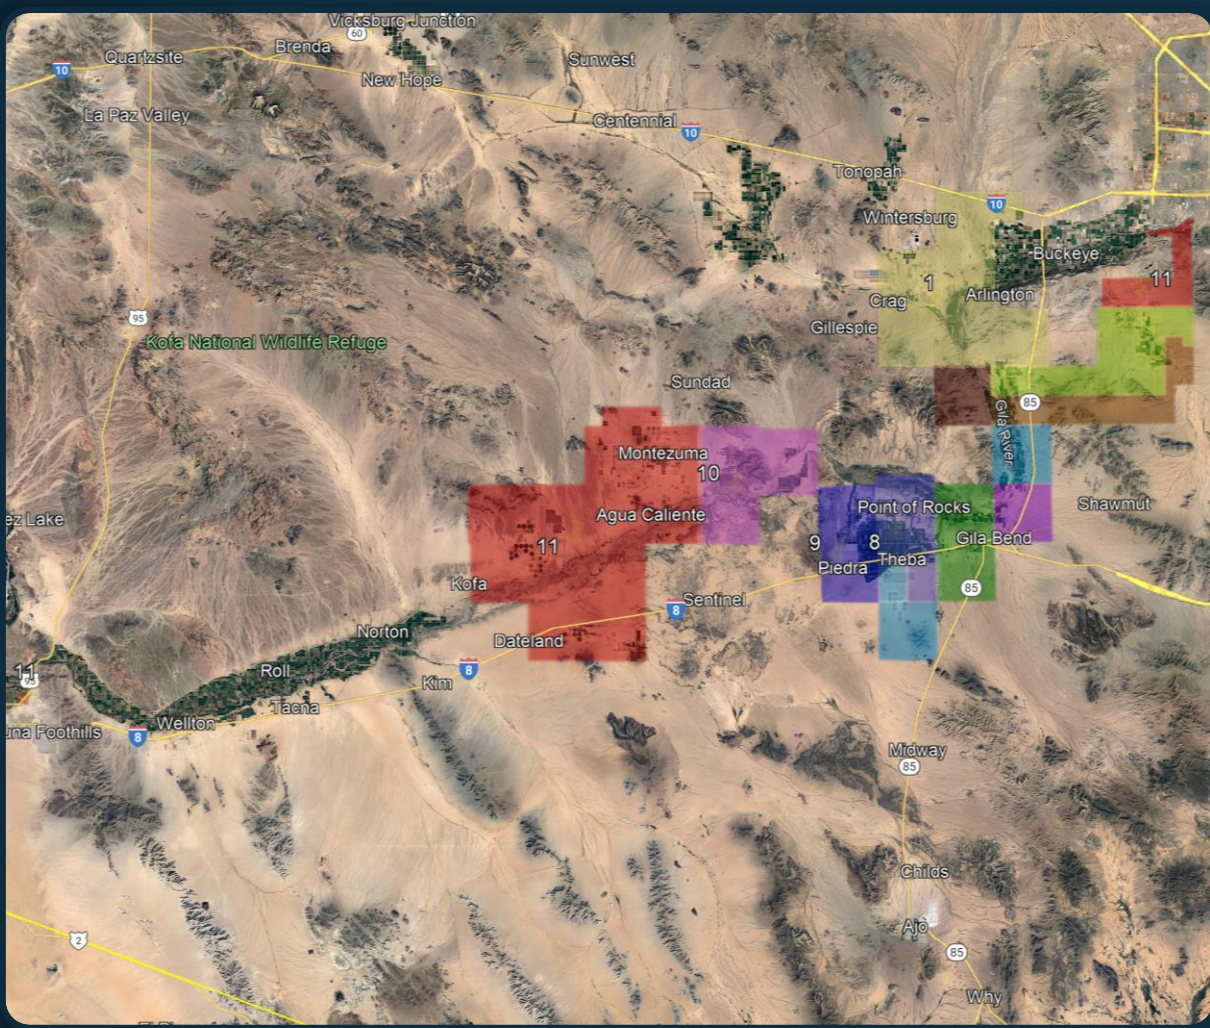 Vicksburg Junction
60
Quartzsite
Brenda
10
New Hope
Sunwest
La Paz Valley
Centennial
10
Tonopah
10
Wintersburg
Buckeye
1
11
Crag
Arlington
95
Gillespie
Kofa National Wildlife Refuge
Sundad
85
Gila River
Montezuma
10
ez Lake
Agua Caliente
Point of Rocks
Shawmut
11
9
8
Gila Bend
Theba
Piedra
Kofa
85
8
Sentinel
Norton
Dateland
Roll
11
8
Kim
Tacna
Wellton
una Foothills
8
Midway
85
Childs
Ajo
2
85
Why